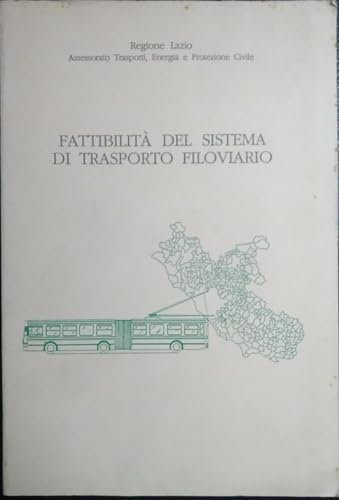 Regione Lazio
Assessorato Trasporti, Energia e Protezione Civile
FATTIBILITÀ DEL SISTEMA
DI TRASPORTO FILOVIARIO